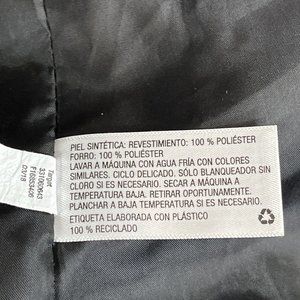 PIEL SINTÉTICA: REVESTIMIENTO: 100 % POLIÉSTER
FORRO: 100 % POLIÉSTER
LAVAR A MÁQUINA CON AGUA FRÍA CON COLORES
SIMILARES. CICLO DELICADO. SÓLO BLANQUEADOR SIN
CLORO SI ES NECESARIO. SECAR A MÁQUINA A
TEMPERATURA BAJA. RETIRAR OPORTUNAMENTE.
PLANCHAR A BAJA TEMPERATURA SI ES NECESARIO.
ETIQUETA ELABORADA CON PLÁSTICO
100 % RECICLADO
Target